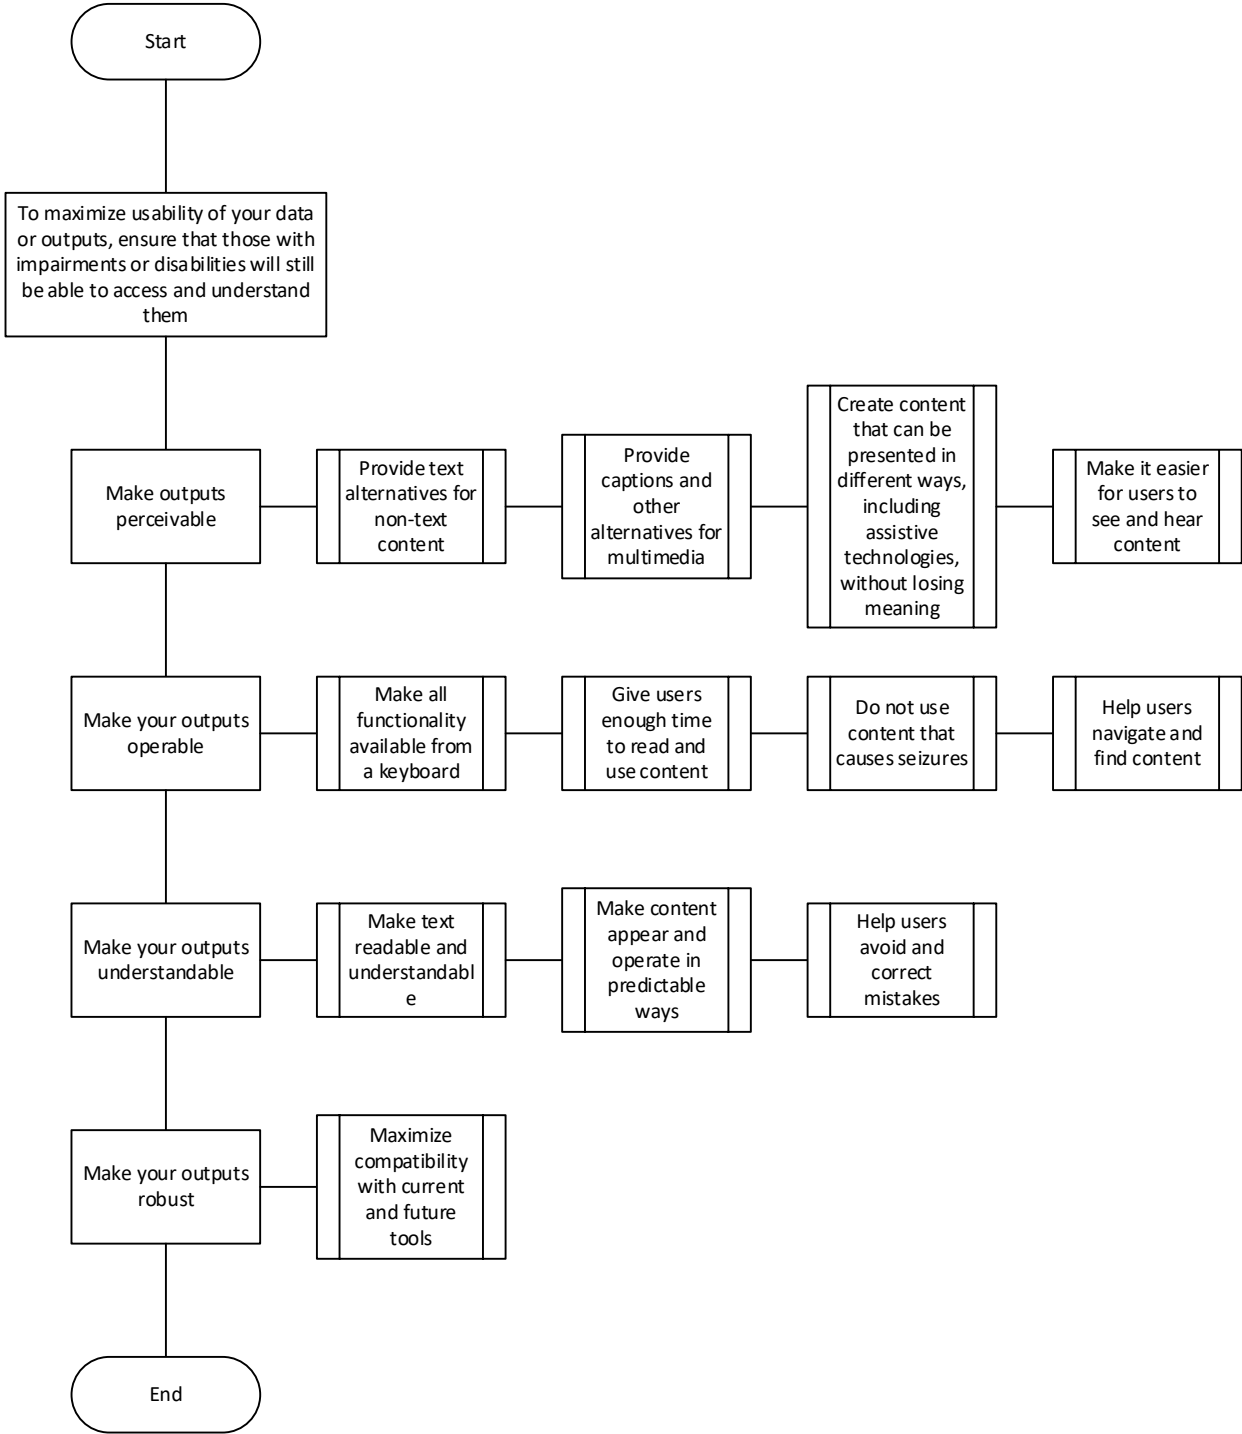 Start
To maximize usability of your data
or outputs, ensure that those with
impairments or disabilities will still
be able to access and understand
them
Make outputs
perceivable
Provide text
alternatives for
non-text
content
Provide
captions and
other
alternatives for
multimedia
Create content
that can be
presented in
different ways,
including
assistive
technologies,
without losing
meaning
Make it easier
for users to
see and hear
content
Make your outputs
operable
Make all
functionality
available from
a keyboard
Give users
enough time
to read and
use content
Do not use
content that
causes seizures
Help users
navigate and
find content
Make your outputs
understandable
Make text
readable and
understandabl
e
Make content
appear and
operate in
predictable
ways
Help users
avoid and
correct
mistakes
Make your outputs
robust
Maximize
compatibility
with current
and future
tools
End